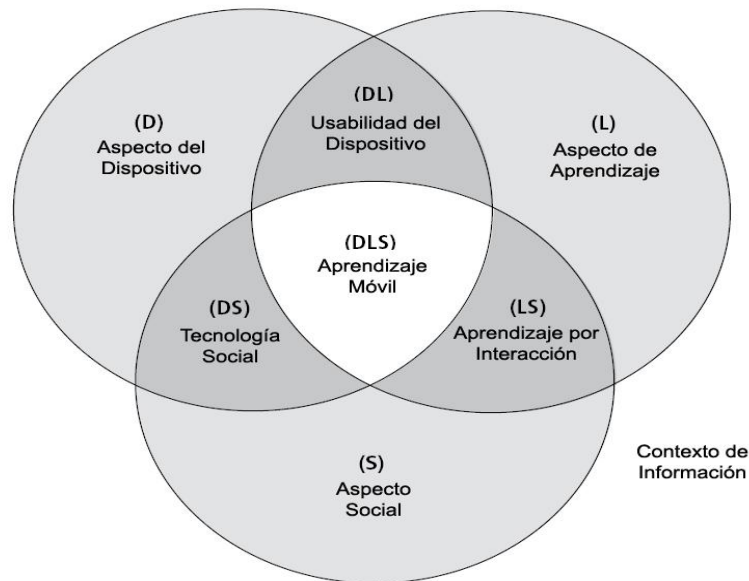 (DL)
Usabilidad del
Dispositivo
(D)
Aspecto del
Dispositivo
(L)
Aspecto de
Aprendizaje
(DLS)
Aprendizaje
Móvil
(DS)
Tecnología
Social
(LS)
Aprendizaje por
Interacción
(S)
Aspecto
Social
Contexto de
Información